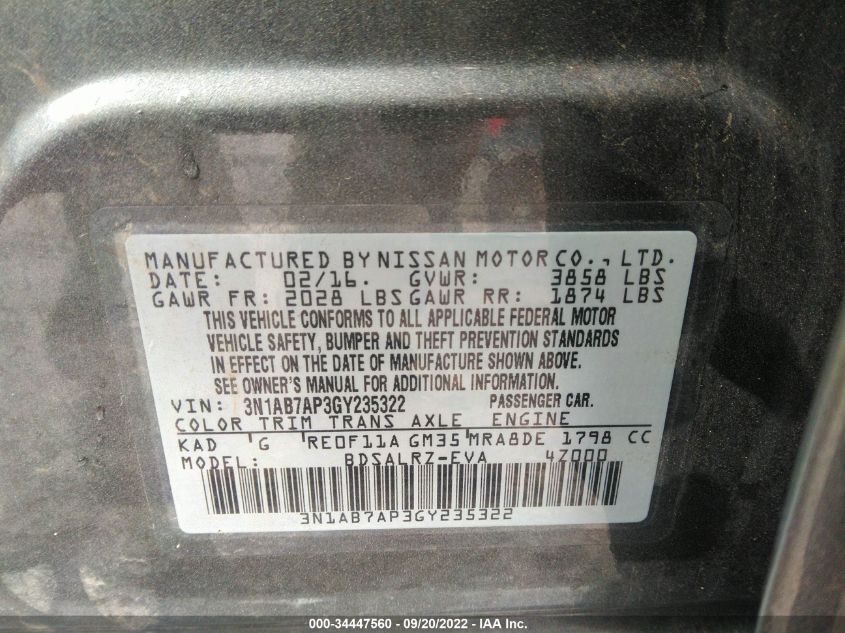 MANUFACTURED BY NISSAN MOTOR CO., LTD.
DATE: 02/16. GVWR: 3858 LBS
GAWR FR: 2028 LBS GAWR RR: 1874 LBS
THIS VEHICLE CONFORMS TO ALL APPLICABLE FEDERAL MOTOR
VEHICLE SAFETY, BUMPER AND THEFT PREVENTION STANDARDS
IN EFFECT ON THE DATE OF MANUFACTURE SHOWN ABOVE.
SEE OWNER'S MANUAL FOR ADDITIONAL INFORMATION.
VIN: 3N1AB7AP3GY235322 PASSENGER CAR.
COLOR TRIM TRANS AXLE ENGINE
KAD G RE0F11A GM35 MRA8DE 1798 CC
MODEL: BDSALRZ-EVA 4Z000
3N1AB7AP3GY235322
000-34447560 - 09/20/2022 - IAA Inc.